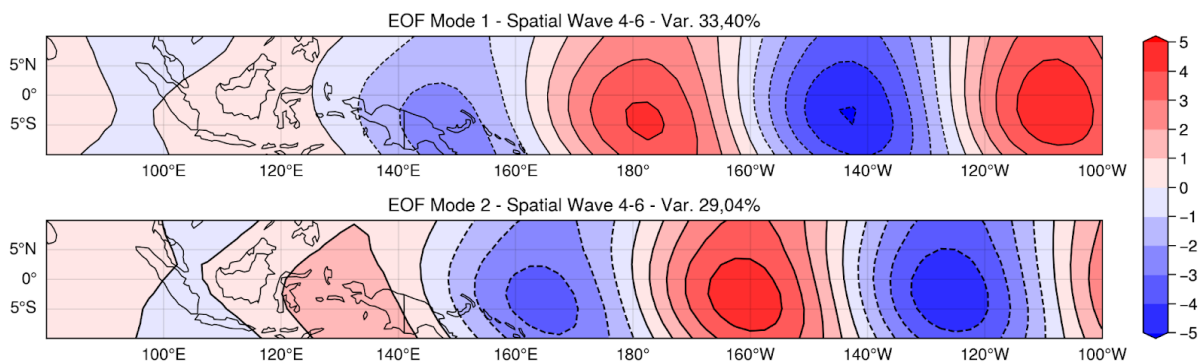 EOF Mode 1 - Spatial Wave 4-6 - Var. 33,40%
5°N
0°
5°S
100°E 120°E 140°E 160°E 180° 160°W 140°W 120°W 100°W
EOF Mode 2 - Spatial Wave 4-6 - Var. 29,04%
5°N
0°
5°S
100°E 120°E 140°E 160°E 180° 160°W 140°W 120°W 100°W
5
4
3
2
1
0
-1
-2
-3
-4
-5